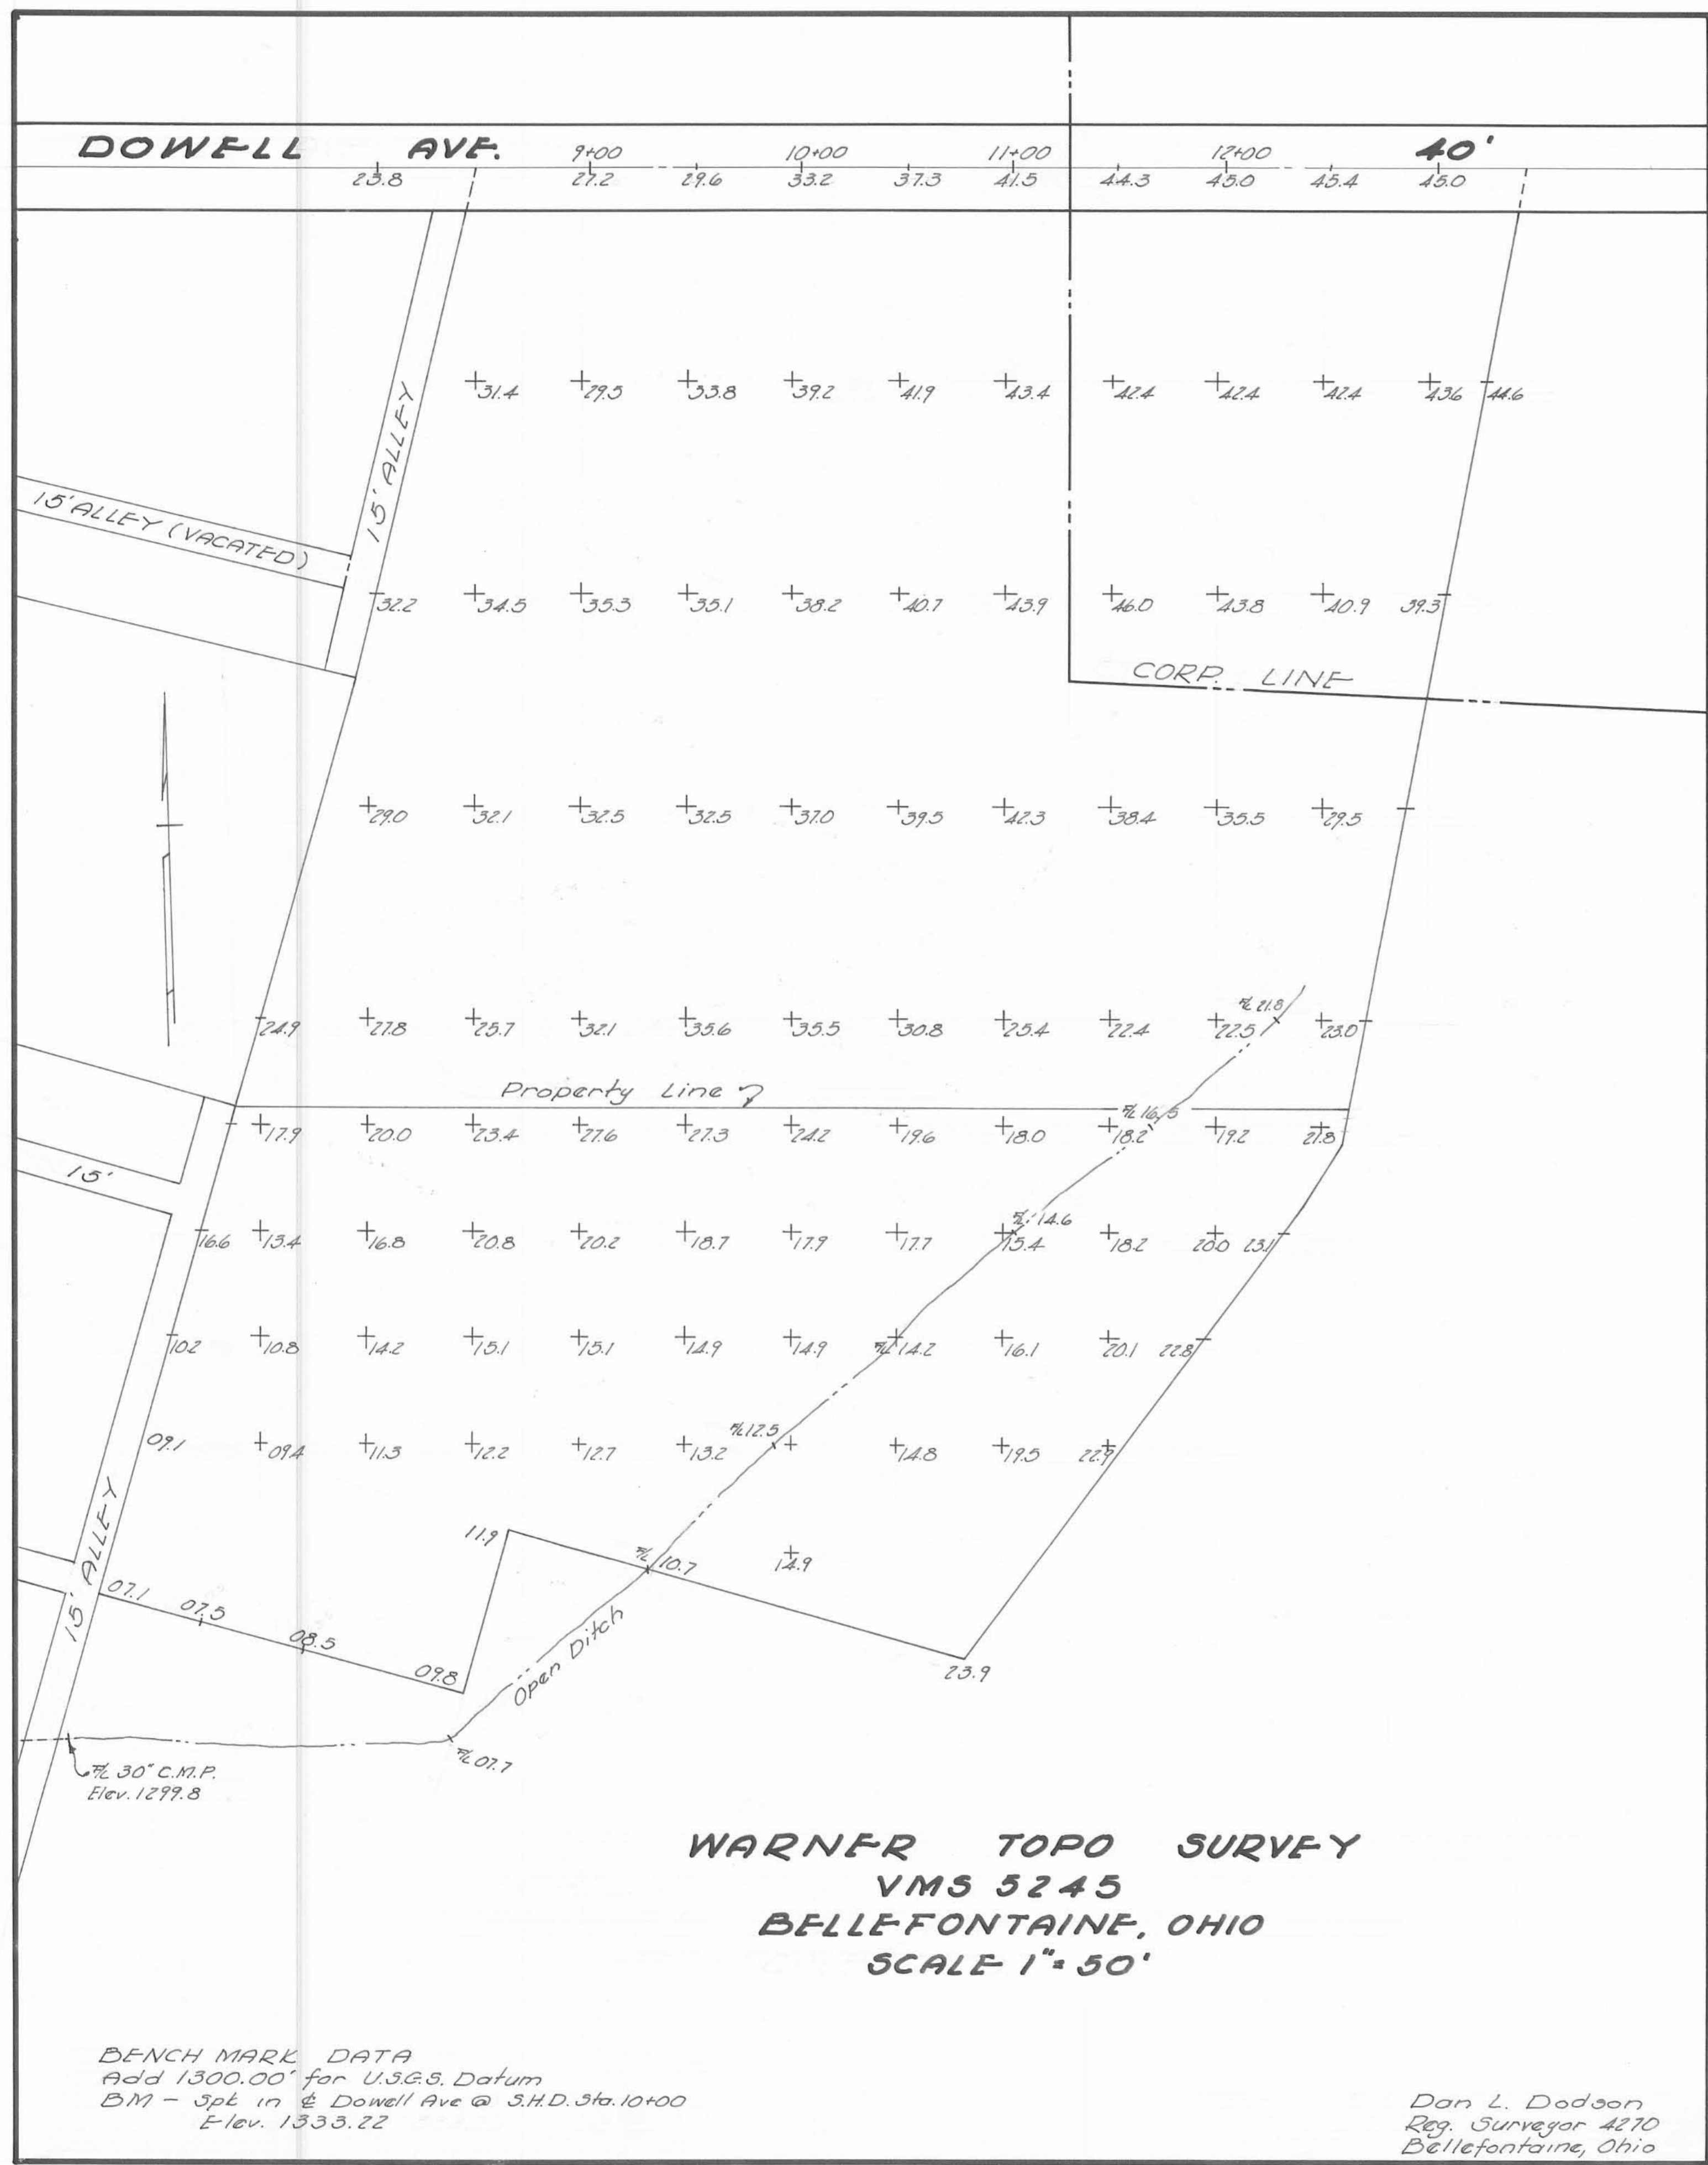 DOWELL AVE. 9+00 10+00 11+00 12+00 40'
23.8 27.2 29.6 33.2 37.3 41.5 44.3 45.0 45.4 45.0
31.4 29.5 33.8 39.2 41.9 43.4 42.4 42.4 42.4 43.6 44.6
15' ALLEY
15' ALLEY (VACATED)
32.2 34.5 35.3 35.1 38.2 40.7 43.9 46.0 43.8 40.9 39.3
CORP. LINE
29.0 32.1 32.5 32.5 37.0 39.5 42.3 38.4 35.5 29.5
F/L 21.8
24.9 27.8 25.7 32.1 35.6 35.5 30.8 25.4 22.4 22.5 23.0
Property Line
F/L 16.5
17.9 20.0 23.4 27.6 27.3 24.2 19.6 18.0 18.2 19.2 21.8
15'
F/L 14.6
16.6 13.4 16.8 20.8 20.2 18.7 17.9 17.7 15.4 18.2 20.0 23.1
10.2 10.8 14.2 15.1 15.1 14.9 14.9 F/L 14.2 16.1 20.1 22.8
F/L 12.5
09.1 09.4 11.3 12.2 12.7 13.2 14.8 19.5 22.9
15' ALLEY
11.9 F/L 10.7 14.9
07.1 07.5 08.5 09.8
Open Ditch
23.9
F/L 07.7
F/L 30" C.M.P.
Elev. 1299.8
WARNER TOPO SURVEY
VMS 5245
BELLEFONTAINE, OHIO
SCALE 1"=50'
BENCH MARK DATA
Add 1300.00' for U.S.G.S. Datum
BM - Spk in ℄ Dowell Ave @ S.H.D. Sta. 10+00
Elev. 1333.22
Dan L. Dodson
Reg. Surveyor 4270
Bellefontaine, Ohio